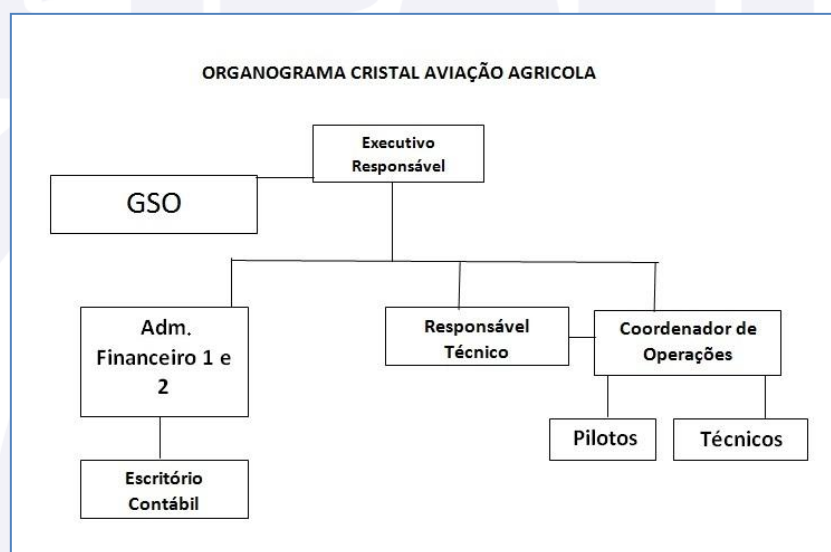 ORGANOGRAMA CRISTAL AVIAÇÃO AGRICOLA
Executivo
Responsável
GSO
Adm.
Financeiro 1 e
2
Responsável
Técnico
Coordenador de
Operações
Pilotos
Técnicos
Escritório
Contábil